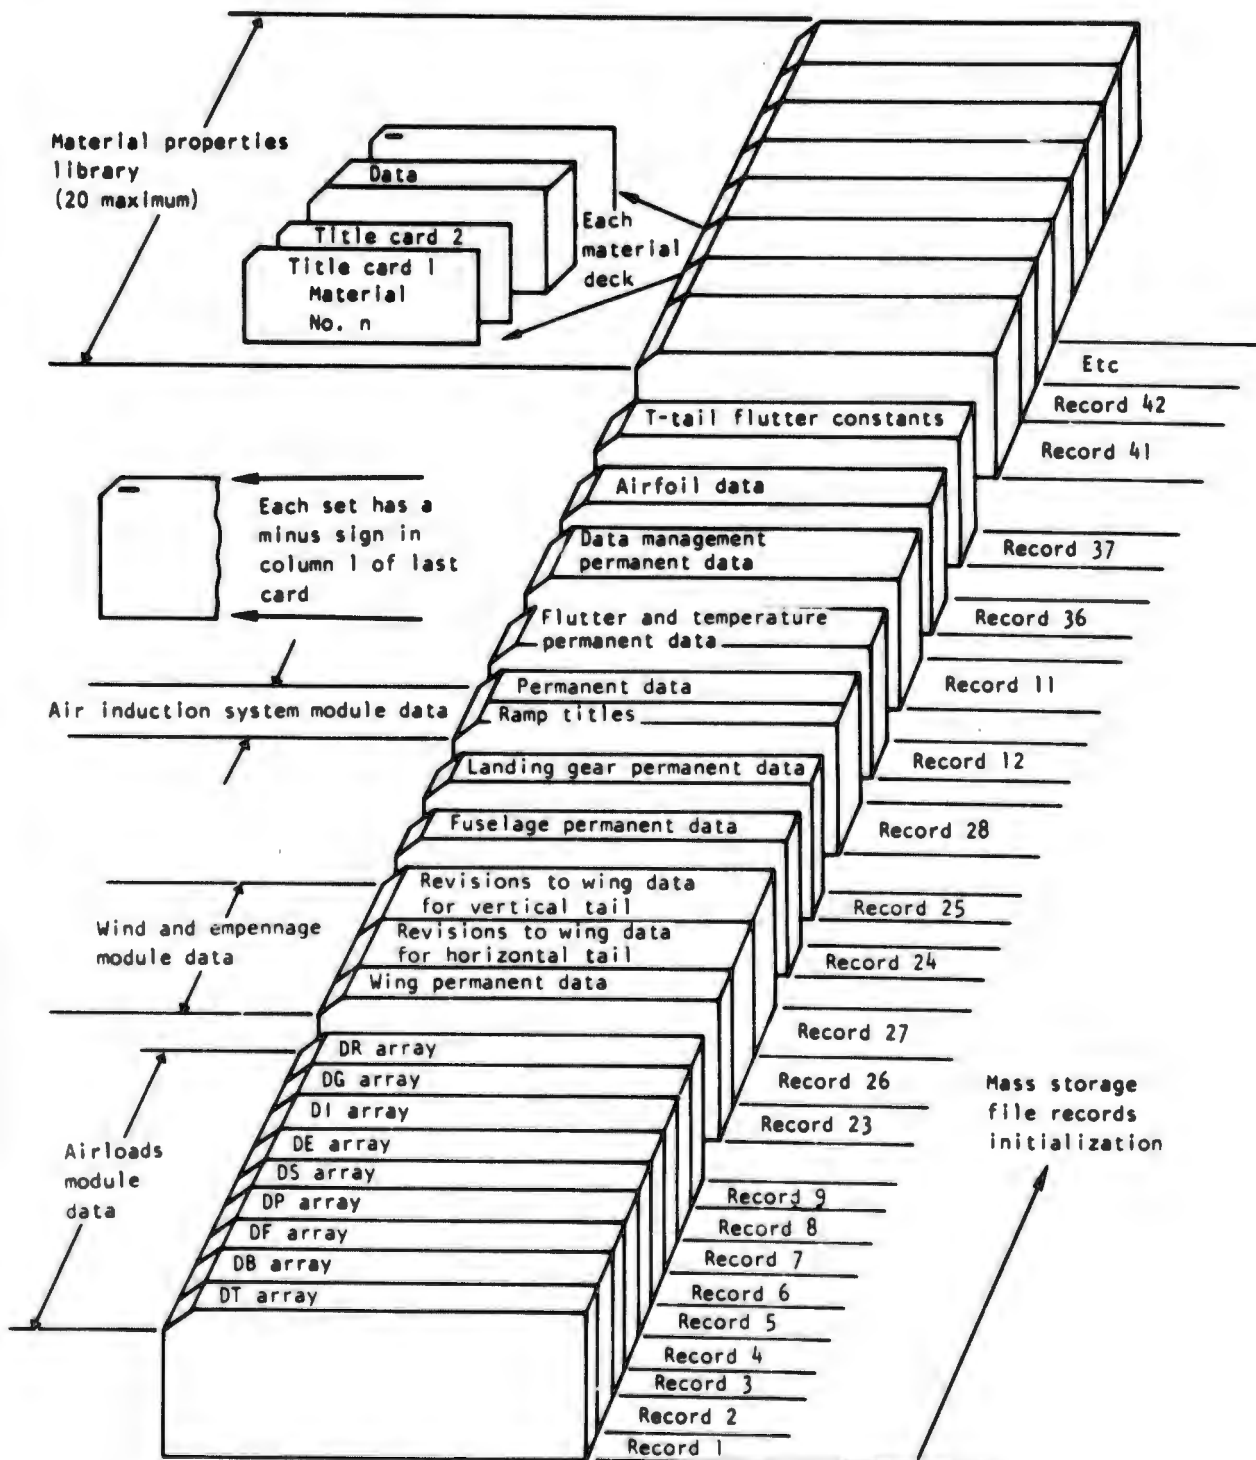 Material properties
library
(20 maximum)
Data
Title card 2
Title card 1
Material
No. n
Each
material
deck
Etc
Record 42
Record 41
T-tail flutter constants
Airfoil data
Record 37
Each set has a
minus sign in
column 1 of last
card
Data management
permanent data
Record 36
Flutter and temperature
permanent data
Record 11
Air induction system module data
Permanent data
Ramp titles
Record 12
Landing gear permanent data
Record 28
Fuselage permanent data
Record 25
Wind and empennage
module data
Revisions to wing data
for vertical tail
Revisions to wing data
for horizontal tail
Wing permanent data
Record 24
Record 27
Record 26
Record 23
Mass storage
file records
initialization
Airloads
module
data
DR array
DG array
DI array
DE array
DS array
DP array
DF array
DB array
DT array
Record 9
Record 8
Record 7
Record 6
Record 5
Record 4
Record 3
Record 2
Record 1